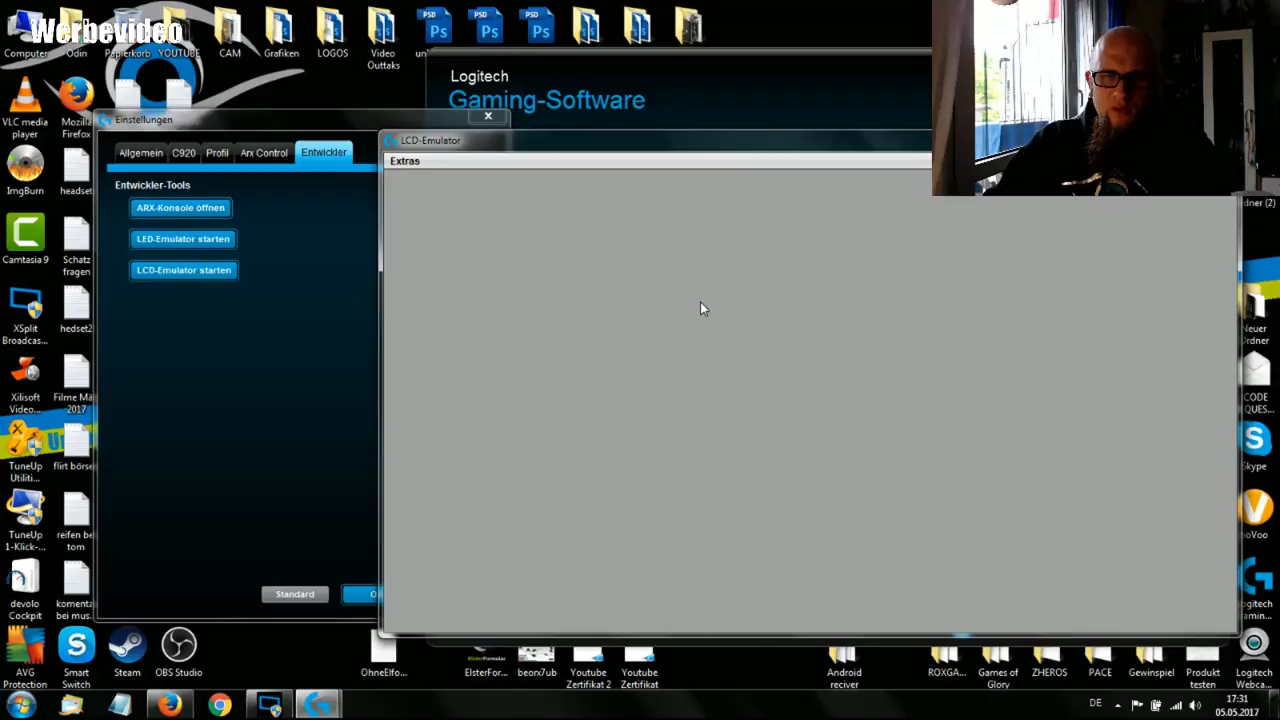 Werbevideo
Computer
Odin
Papierkorb
YOUTUBE
CAM
Grafiken
LOGOS
Video
Outtaks
VLC media
player
Mozilla
Firefox
ImgBurn
headset
Camtasia 9
Schatz
fragen
XSplit
Broadcas...
hedset2
Xilisoft
Video...
Filme Ma
2017
TuneUp
Utiliti...
flirt börse
TuneUp
1-Klick-...
reifen bei
tom
devolo
Cockpit
komenta
bei mus
AVG
Protection
Smart
Switch
Steam
OBS Studio
Logitech
Gaming-Software
Einstellungen
Allgemein
C920
Profil
Arx Control
Entwickler
Entwickler-Tools
ARX-Konsole öffnen
LED-Emulator starten
LCD-Emulator starten
Standard
LCD-Emulator
Extras
OhneElfo...
ElsterFor...
beonx7ub
Youtube
Zertifikat 2
Youtube
Zertifikat
Android
reciver
ROXGA...
Games of
Glory
ZHEROS
PACE
Gewinspiel
Produkt
testen
Logitech
Webca...
rdner (2)
Neuer
Ordner
CODE
QUES...
Skype
ooVoo
DE
17:31
05.05.2017